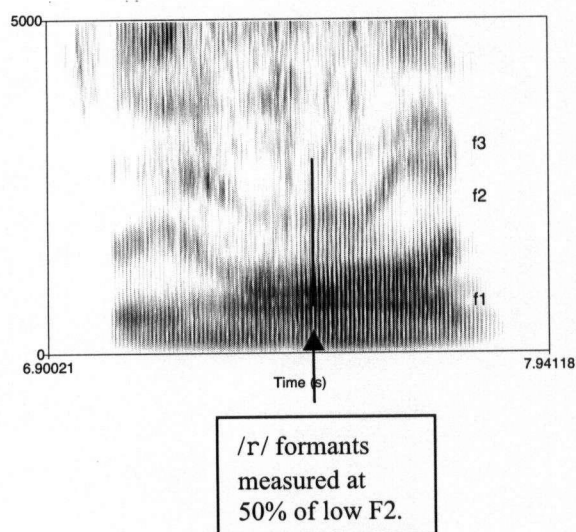 5000
f3
f2
f1
0
6.90021
7.94118
Time (s)
/r/ formants
measured at
50% of low F2.